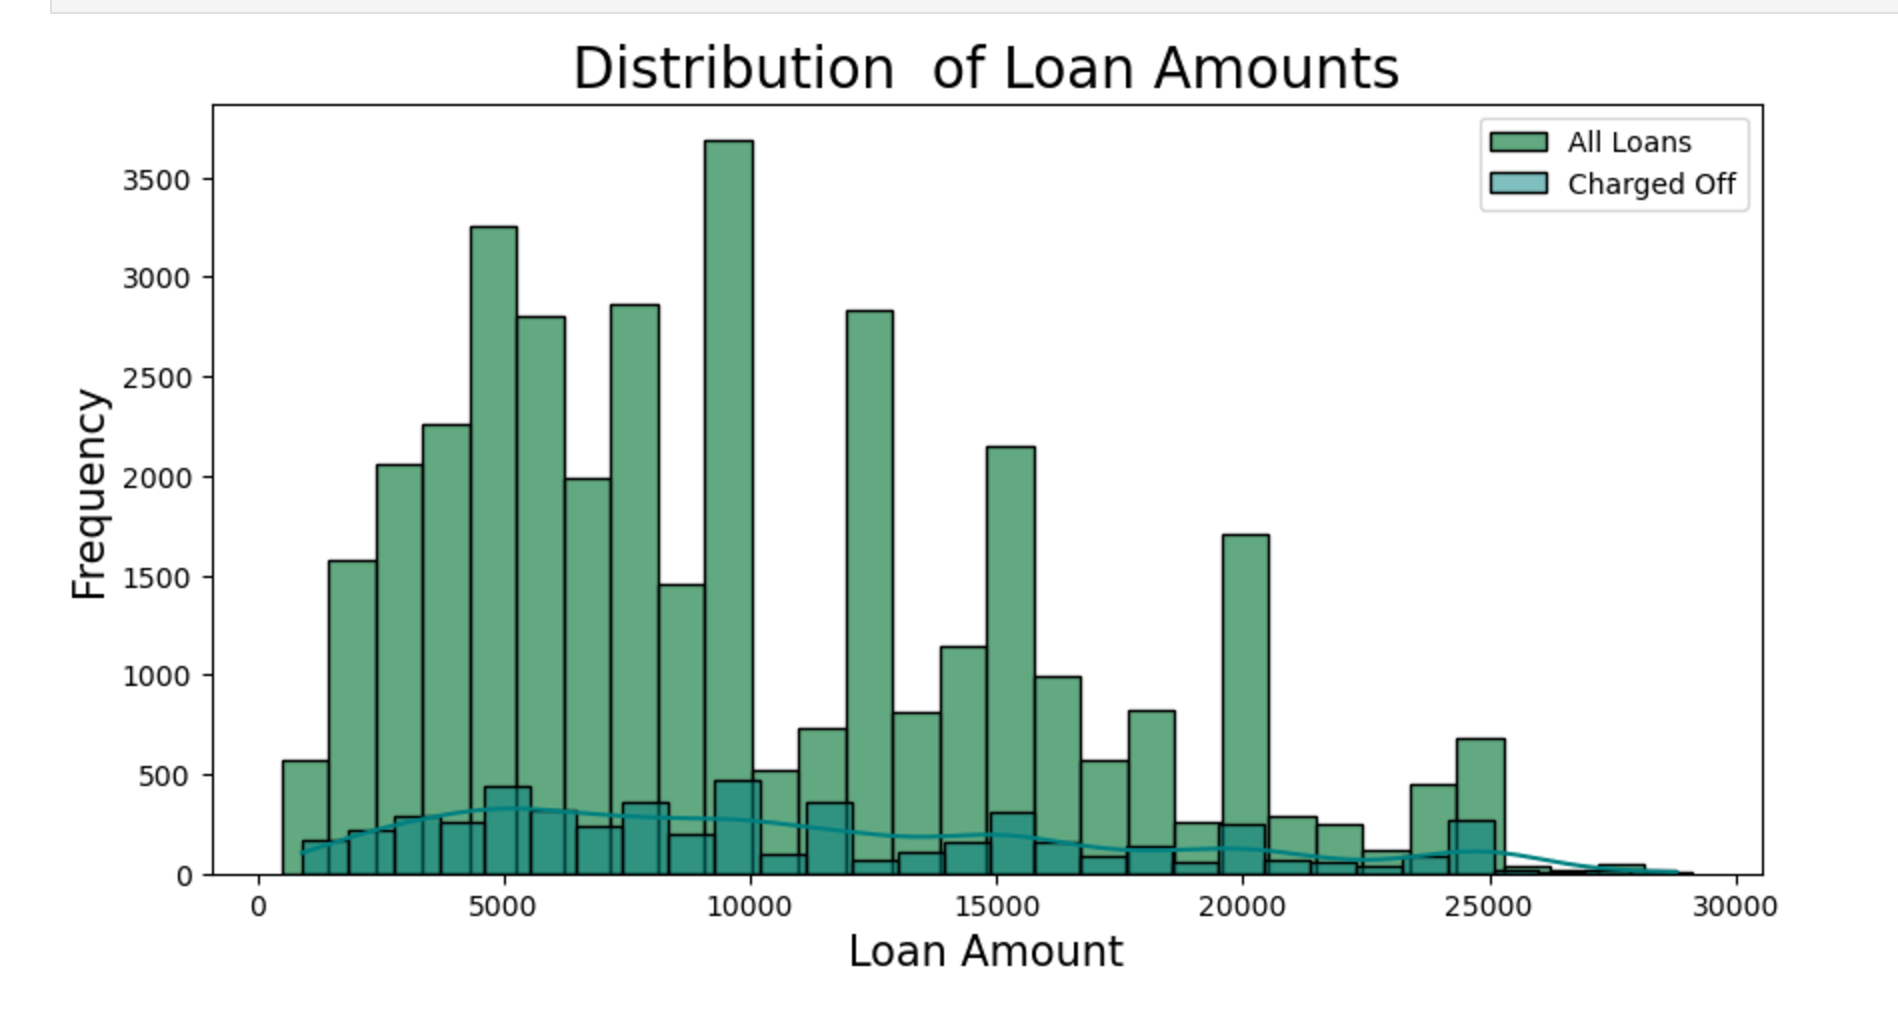 Distribution  of Loan Amounts
All Loans
Charged Off
Frequency
3500
3000
2500
2000
1500
1000
500
0
0 5000 10000 15000 20000 25000 30000
Loan Amount